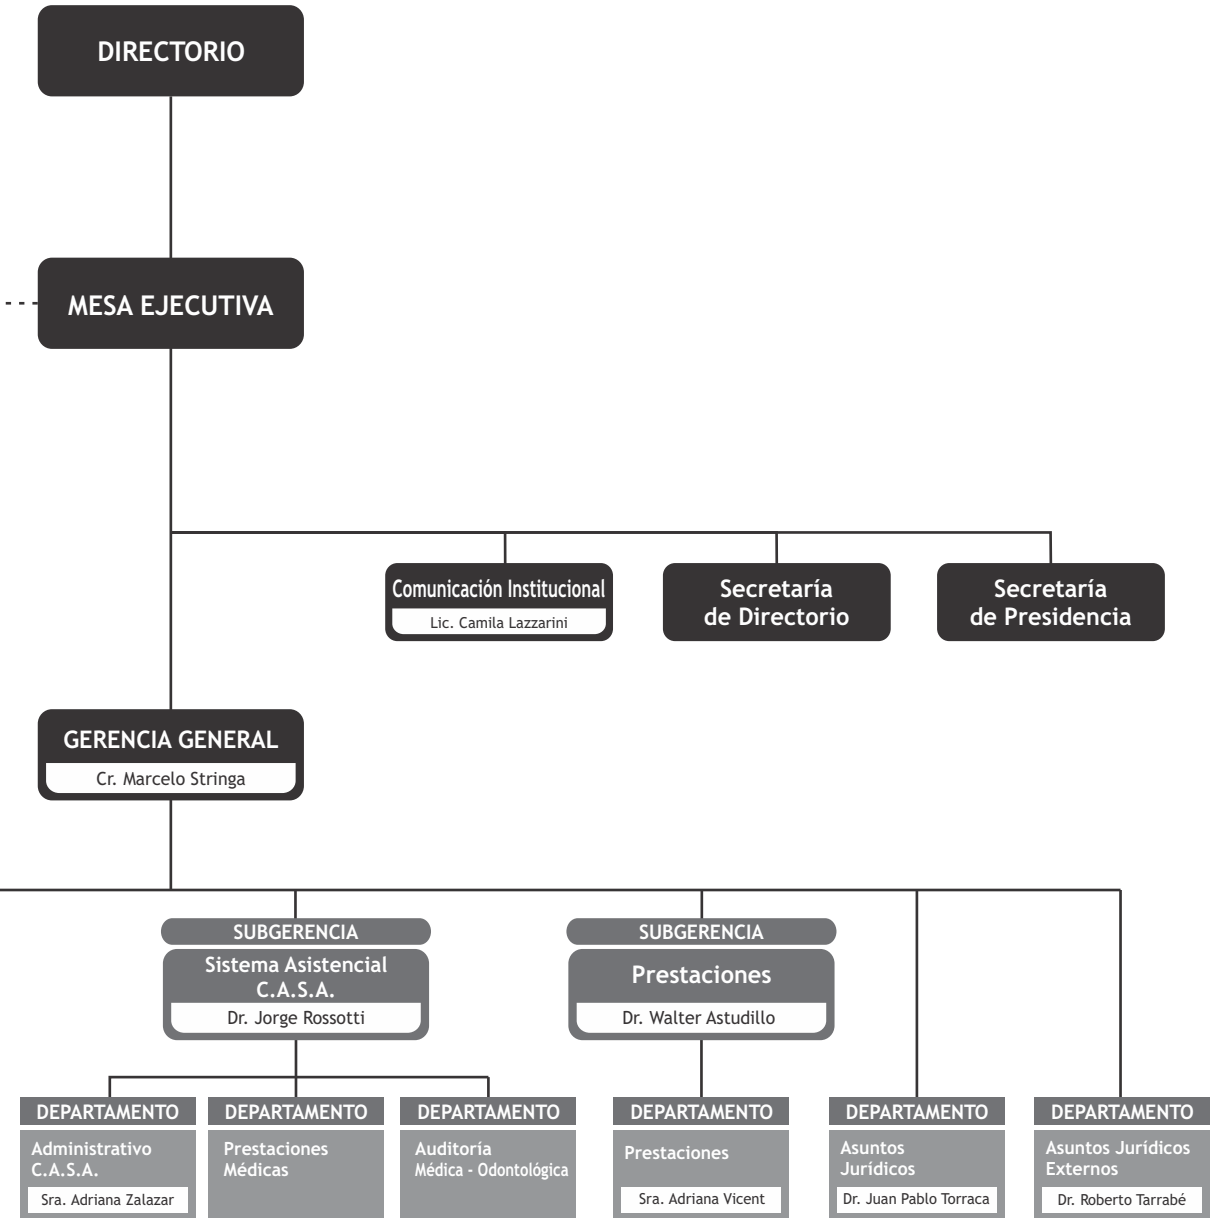 DIRECTORIO
MESA EJECUTIVA
Comunicación Institucional
Lic. Camila Lazzarini
Secretaría
de Directorio
Secretaría
de Presidencia
GERENCIA GENERAL
Cr. Marcelo Stringa
SUBGERENCIA
Sistema Asistencial
C.A.S.A.
Dr. Jorge Rossotti
SUBGERENCIA
Prestaciones
Dr. Walter Astudillo
DEPARTAMENTO
Administrativo
C.A.S.A.
Sra. Adriana Zalazar
DEPARTAMENTO
Prestaciones
Médicas
DEPARTAMENTO
Auditoría
Médica - Odontológica
DEPARTAMENTO
Prestaciones
Sra. Adriana Vicent
DEPARTAMENTO
Asuntos
Jurídicos
Dr. Juan Pablo Torraca
DEPARTAMENTO
Asuntos Jurídicos
Externos
Dr. Roberto Tarrabé